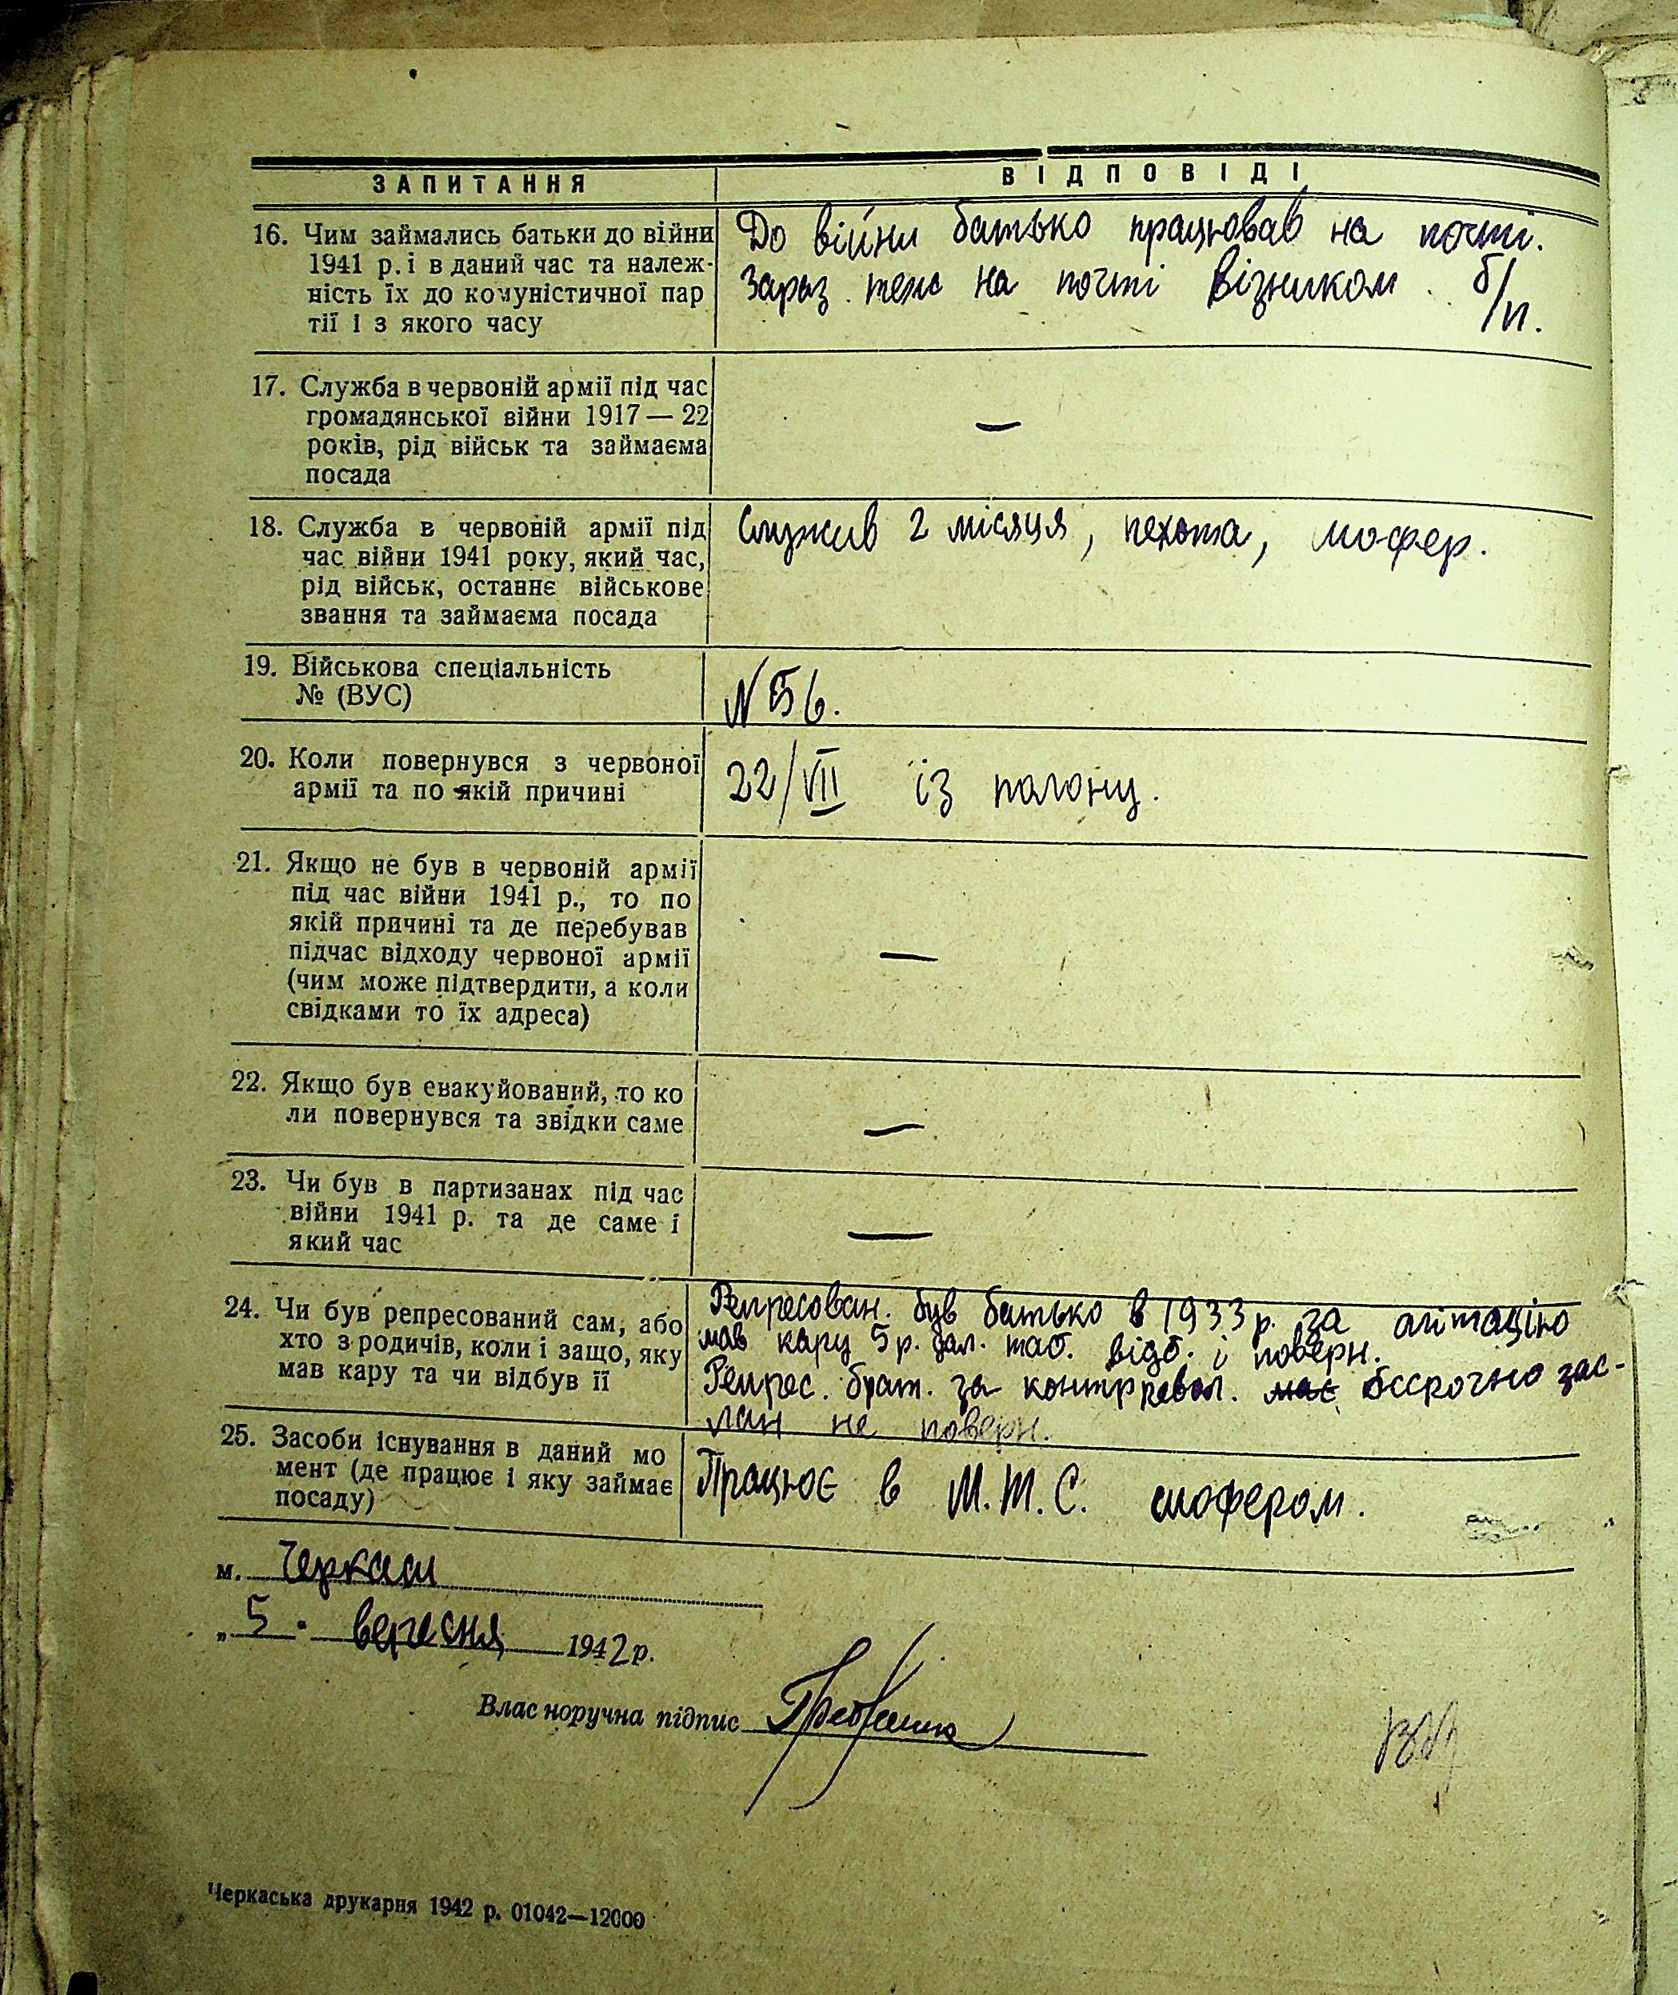 ЗАПИТАННЯ
ВІДПОВІДІ
16. Чим займались батьки до війни
1941 р. і в даний час та належ-
ність їх до комуністичної пар
тії і з якого часу
До війни батько працював на почті.
Зараз теж на почті візником. б/п.
17. Служба в червоній армії під час
громадянської війни 1917 — 22
років, рід військ та займаєма
посада
—
18. Служба в червоній армії під
час війни 1941 року, який час,
рід військ, останнє військове
звання та займаєма посада
Служив 2 місяця, пехота, шофер.
19. Військова спеціальність
№ (ВУС)
№ 56.
20. Коли повернувся з червоної
армії та по якій причині
22/VII із полону.
21. Якщо не був в червоній армії
під час війни 1941 р., то по
якій причині та де перебував
підчас відходу червоної армії
(чим може підтвердити, а коли
свідками то їх адреса)
—
22. Якщо був евакуйований, то ко
ли повернувся та звідки саме
—
23. Чи був в партизанах під час
війни 1941 р. та де саме і
який час
—
24. Чи був репресований сам, або
хто з родичів, коли і защо, яку
мав кару та чи відбув її
Репресован. був батько в 1933 р. за агітацію
мав кару 5 р. дал. таб. відб. і поверн.
Репрес. брат. за контрревол. має бєсрочно зас-
лан не поверн.
25. Засоби існування в даний мо
мент (де працює і яку займає
посаду)
Працює в М.Т.С. шофером.
м. Черкаси
„ 5 " вересня 1942 р.
Власноручна підпис
Черкаська друкарня 1942 р. 01042—12000